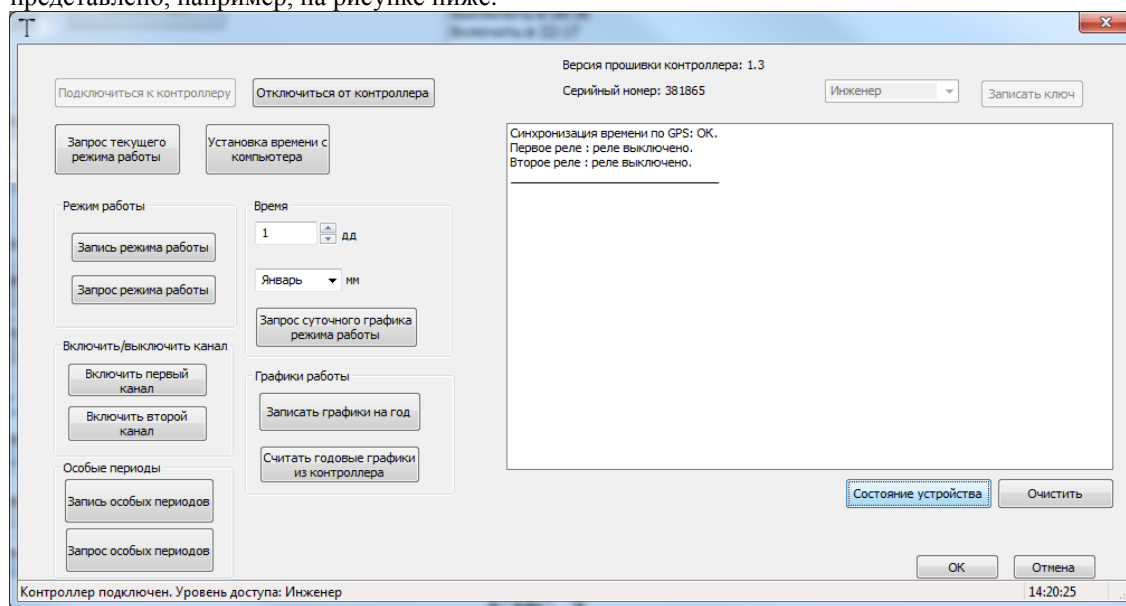 представлено, например, на рисунке ниже.
Версия прошивки контроллера: 1.3
Подключиться к контроллеру
Отключиться от контроллера
Серийный номер: 381865
Инженер
Записать ключ
Запрос текущего
режима работы
Установка времени с
компьютера
Синхронизация времени по GPS: OK.
Первое реле : реле выключено.
Второе реле : реле выключено.
Режим работы
Запись режима работы
Запрос режима работы
Время
1
дд
Январь
мм
Запрос суточного графика
режима работы
Включить/выключить канал
Включить первый
канал
Включить второй
канал
Графики работы
Записать графики на год
Считать годовые графики
из контроллера
Особые периоды
Запись особых периодов
Запрос особых периодов
Состояние устройства
Очистить
OK
Отмена
Контроллер подключен. Уровень доступа: Инженер
14:20:25